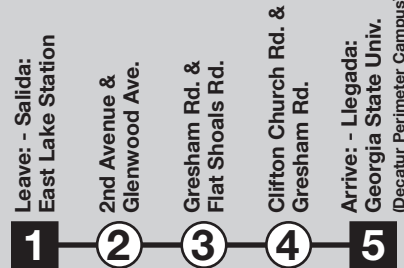 Leave: - Salida:
East Lake Station
2nd Avenue &
Glenwood Ave.
Gresham Rd. &
Flat Shoals Rd.
Clifton Church Rd. &
Gresham Rd.
Arrive: - Llegada:
Georgia State Univ.
(Decatur Perimeter Campus)
1
2
3
4
5